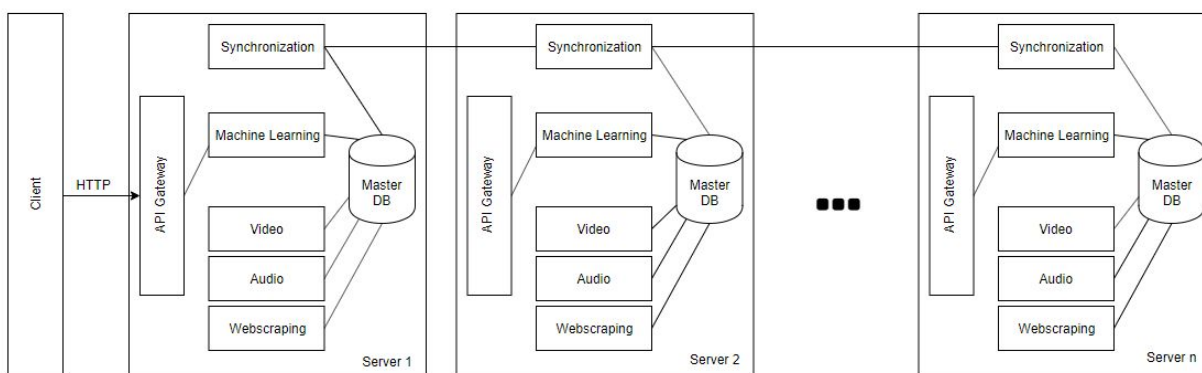 Client
HTTP
API Gateway
Synchronization
Machine Learning
Master
DB
Video
Audio
Webscraping
Server 1
API Gateway
Synchronization
Machine Learning
Master
DB
Video
Audio
Webscraping
Server 2
API Gateway
Synchronization
Machine Learning
Master
DB
Video
Audio
Webscraping
Server n